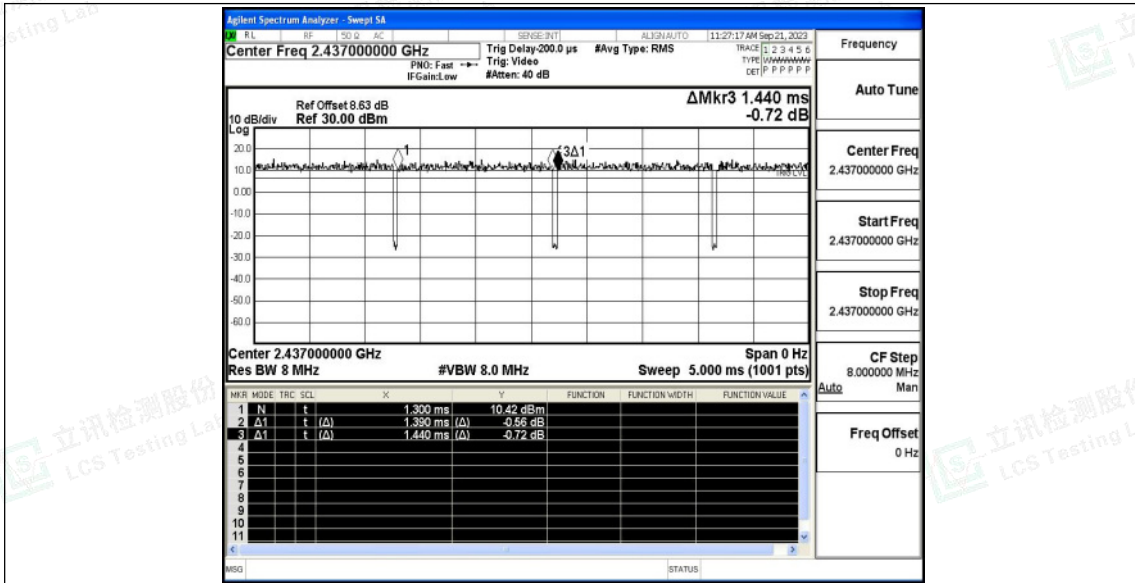 Agilent Spectrum Analyzer - Swept SA
RL RF 50 Ω AC SENSE:INT ALIGNAUTO 11:27:17 AM Sep 21, 2023
Center Freq 2.437000000 GHz
PNO: Fast
IFGain:Low
Trig Delay-200.0 µs
Trig: Video
#Atten: 40 dB
#Avg Type: RMS
TRACE 1 2 3 4 5 6
TYPE
DET P P P P P P
Frequency
Auto Tune
Center Freq
2.437000000 GHz
Start Freq
2.437000000 GHz
Stop Freq
2.437000000 GHz
CF Step
8.000000 MHz
Auto Man
Freq Offset
0 Hz
ΔMkr3 1.440 ms
-0.72 dB
Ref Offset 8.63 dB
10 dB/div Ref 30.00 dBm
Log
20.0
10.0
0.00
-10.0
-20.0
-30.0
-40.0
-50.0
-60.0
1
3Δ1
TRIG LVL
Center 2.437000000 GHz Span 0 Hz
Res BW 8 MHz #VBW 8.0 MHz Sweep 5.000 ms (1001 pts)
MKR MODE TRC SCL X Y FUNCTION FUNCTION WIDTH FUNCTION VALUE
1 N t 1.300 ms 10.42 dBm
2 Δ1 t (Δ) 1.390 ms (Δ) -0.56 dB
3 Δ1 t (Δ) 1.440 ms (Δ) -0.72 dB
4
5
6
7
8
9
10
11
MSG STATUS
立讯检测股份
LCS Testing Lab